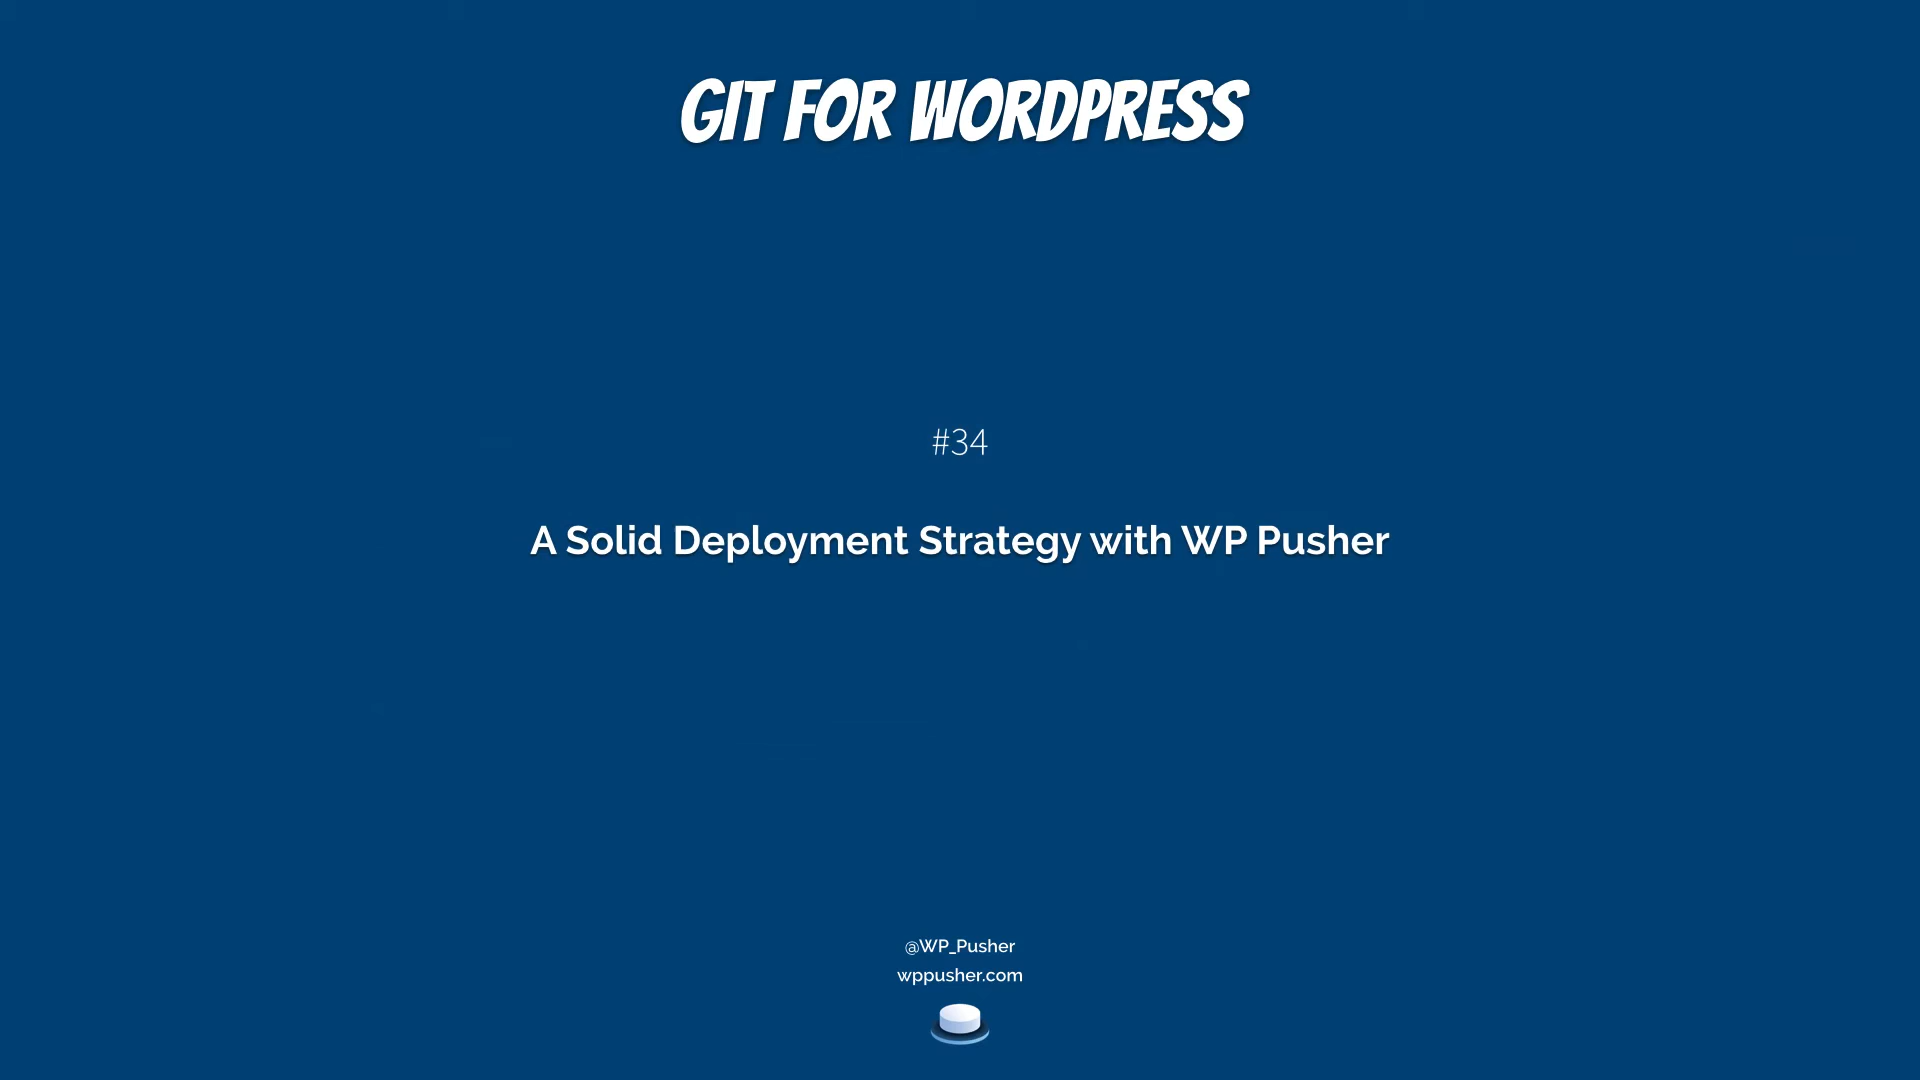 GIT FOR WORDPRESS
#34
A Solid Deployment Strategy with WP Pusher
@WP_Pusher
wppusher.com